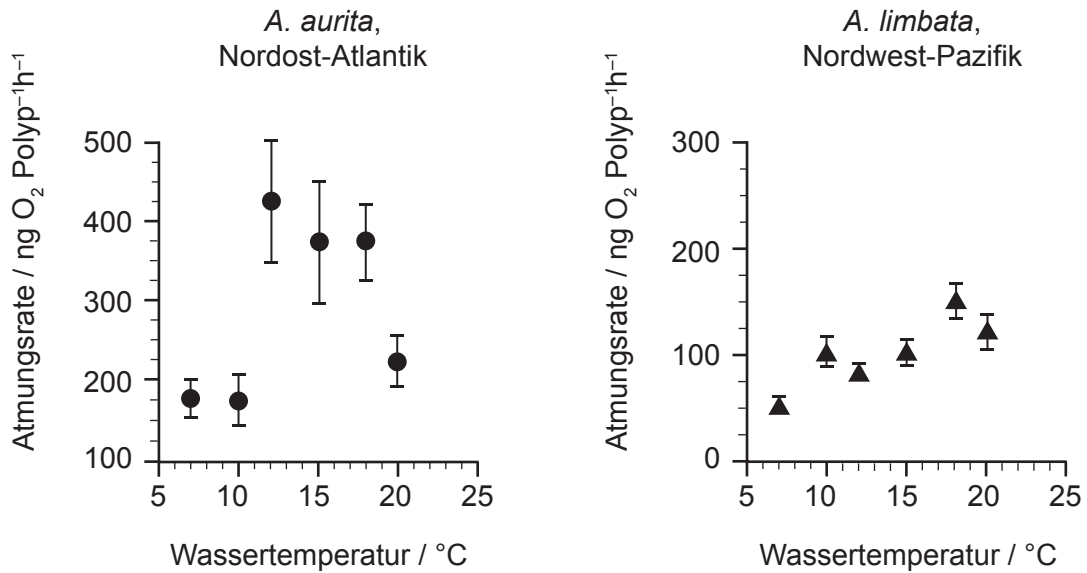 A. aurita,
Nordost-Atlantik
Atmungsrate / ng O₂ Polyp⁻¹h⁻¹
500
400
300
200
100
5 10 15 20 25
Wassertemperatur / °C
A. limbata,
Nordwest-Pazifik
Atmungsrate / ng O₂ Polyp⁻¹h⁻¹
300
200
100
0
5 10 15 20 25
Wassertemperatur / °C